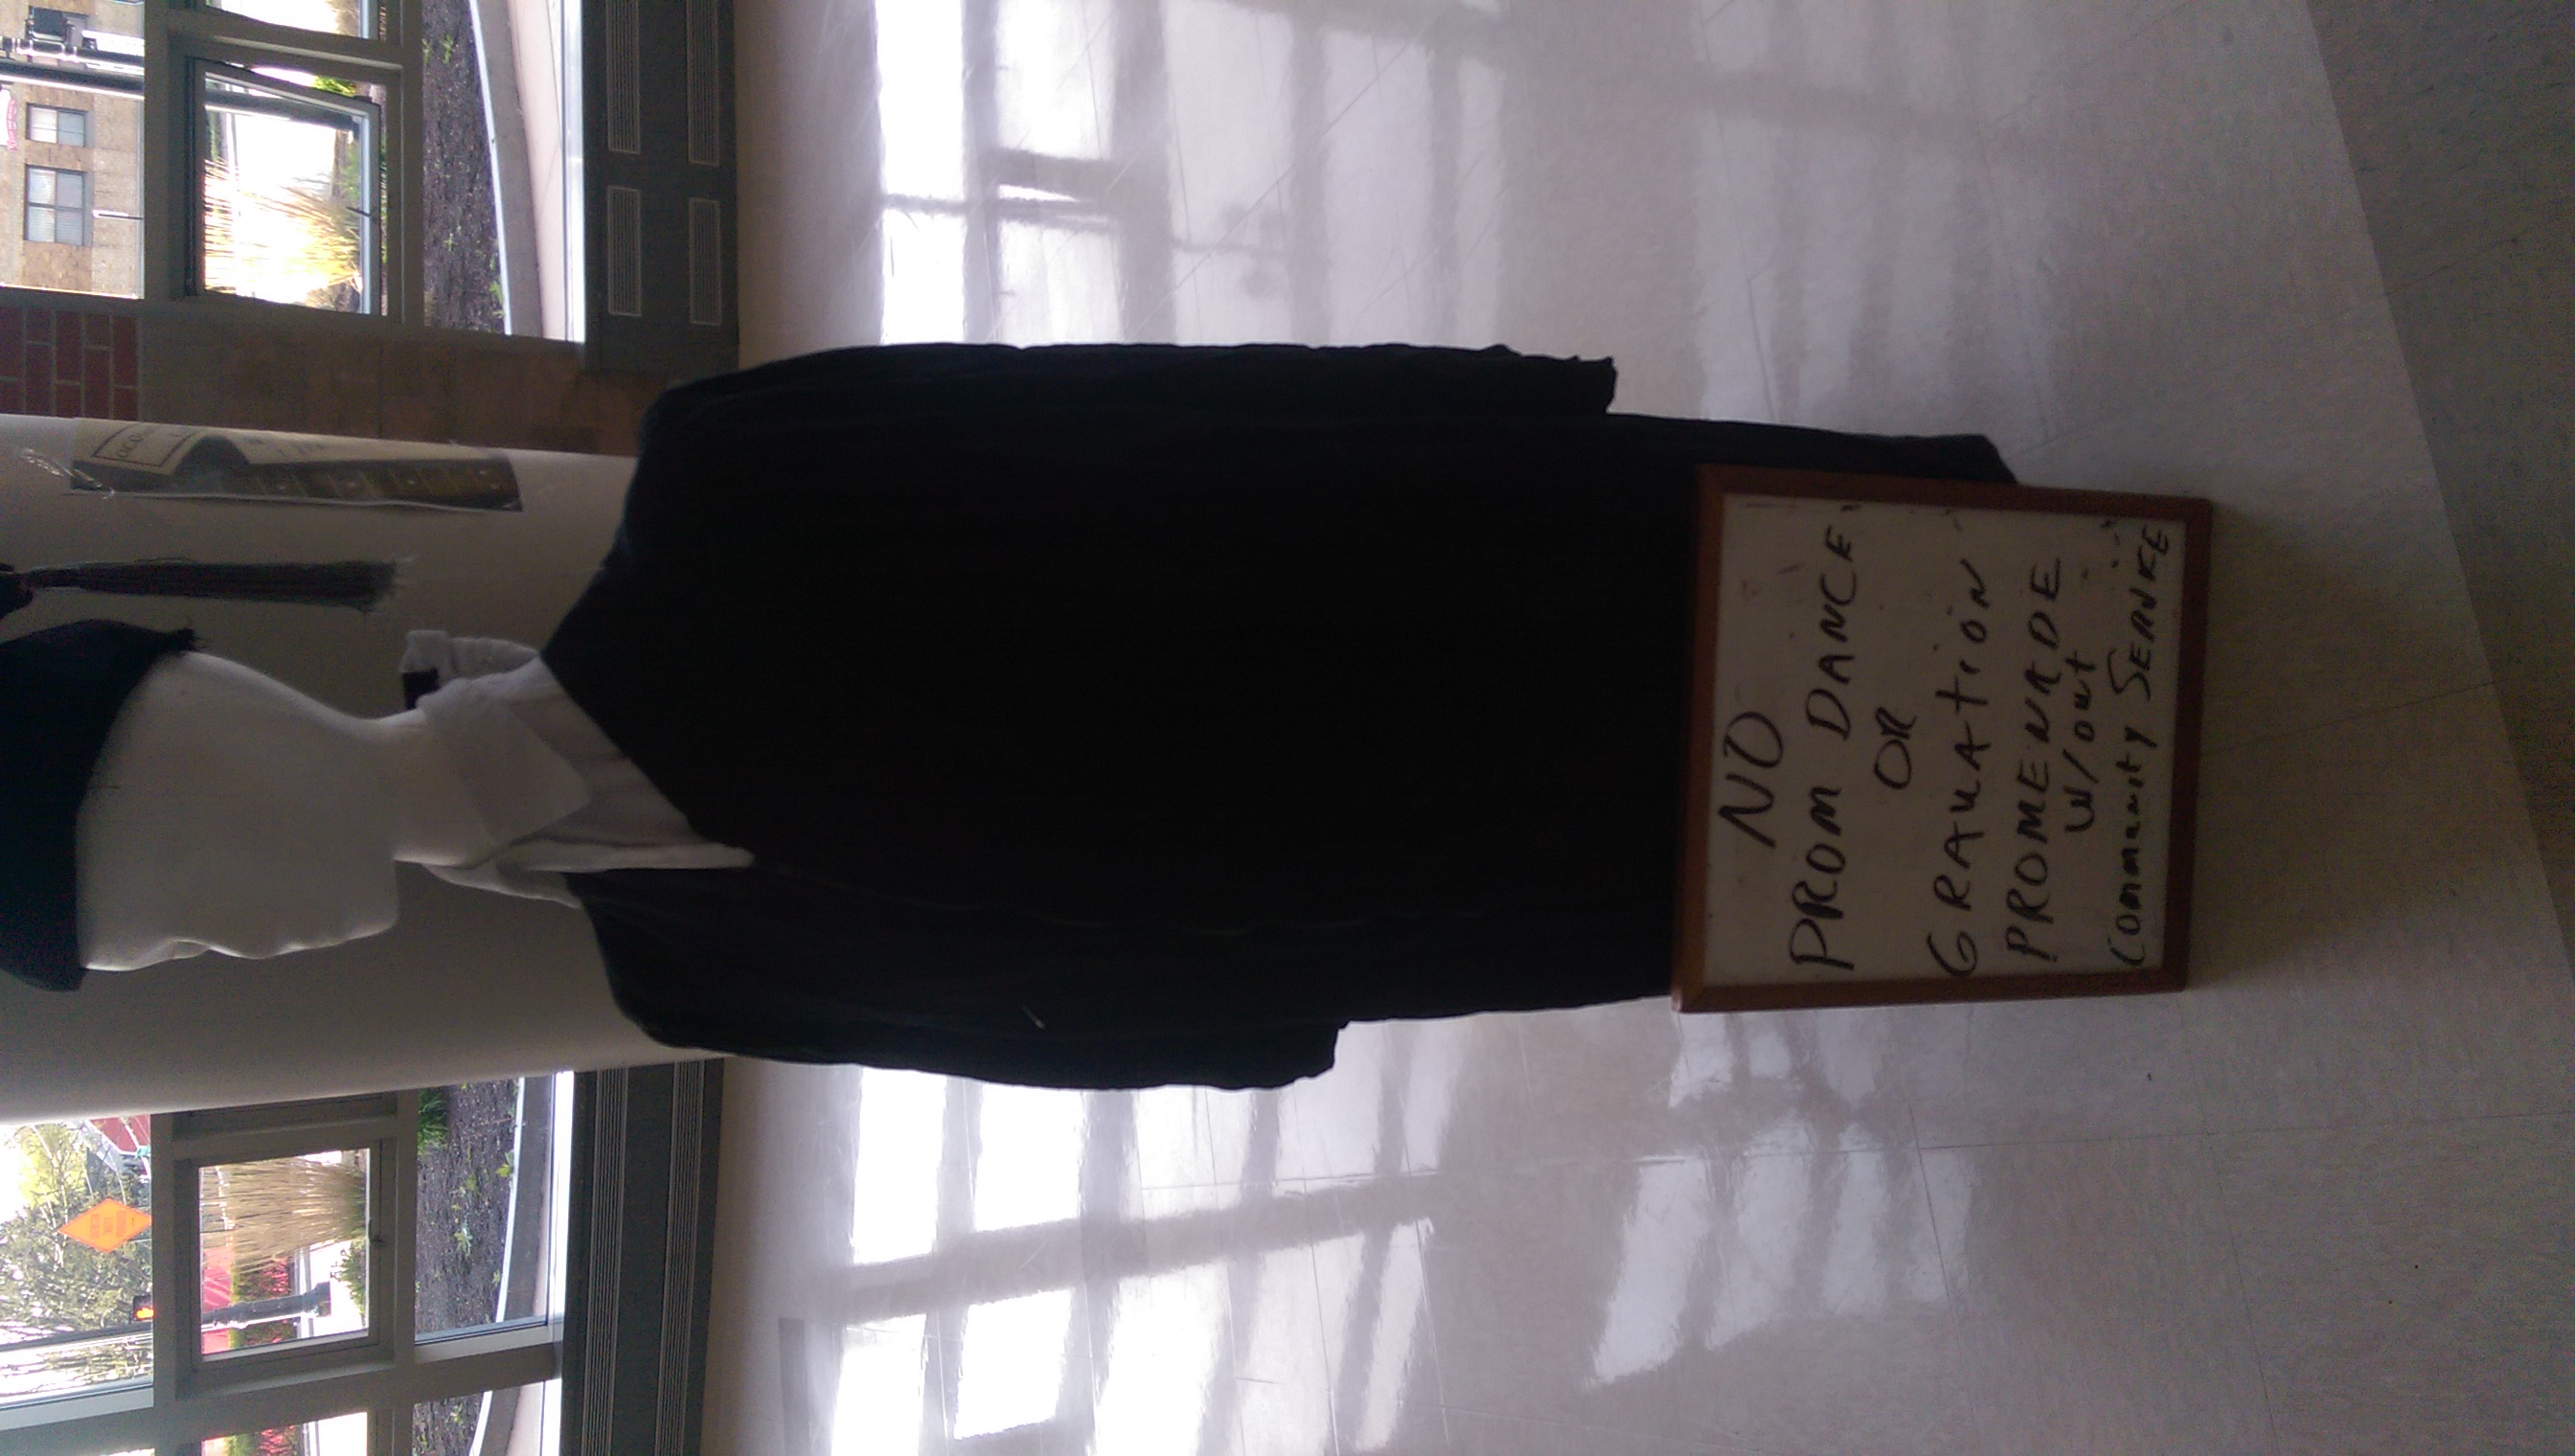 NO
PROM DANCE
OR
GRAUATION
PROMENADE
W/out
Community SERVICE